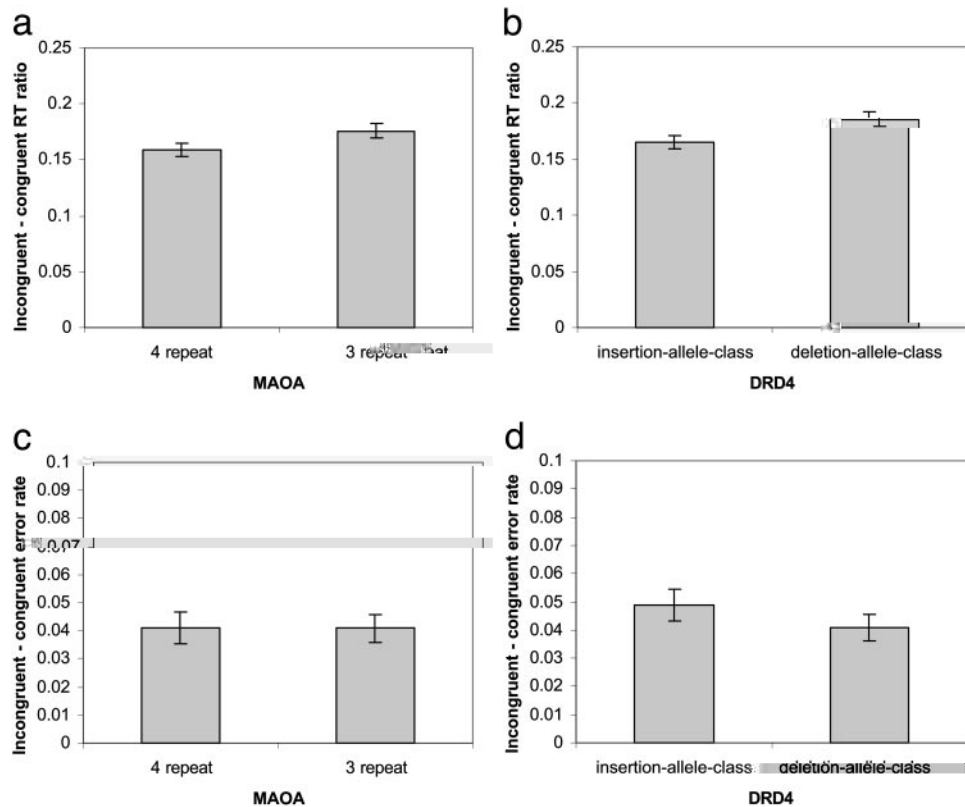 a
Incongruent - congruent RT ratio
0.25
0.2
0.15
0.1
0.05
0
4 repeat
3 repeat
MAOA
b
Incongruent - congruent RT ratio
0.25
0.2
0.15
0.1
0.05
0
insertion-allele-class
deletion-allele-class
DRD4
c
Incongruent - congruent error rate
0.1
0.09
0.08
0.07
0.06
0.05
0.04
0.03
0.02
0.01
0
4 repeat
3 repeat
MAOA
d
Incongruent - congruent error rate
0.1
0.09
0.08
0.07
0.06
0.05
0.04
0.03
0.02
0.01
0
insertion-allele-class
deletion-allele-class
DRD4